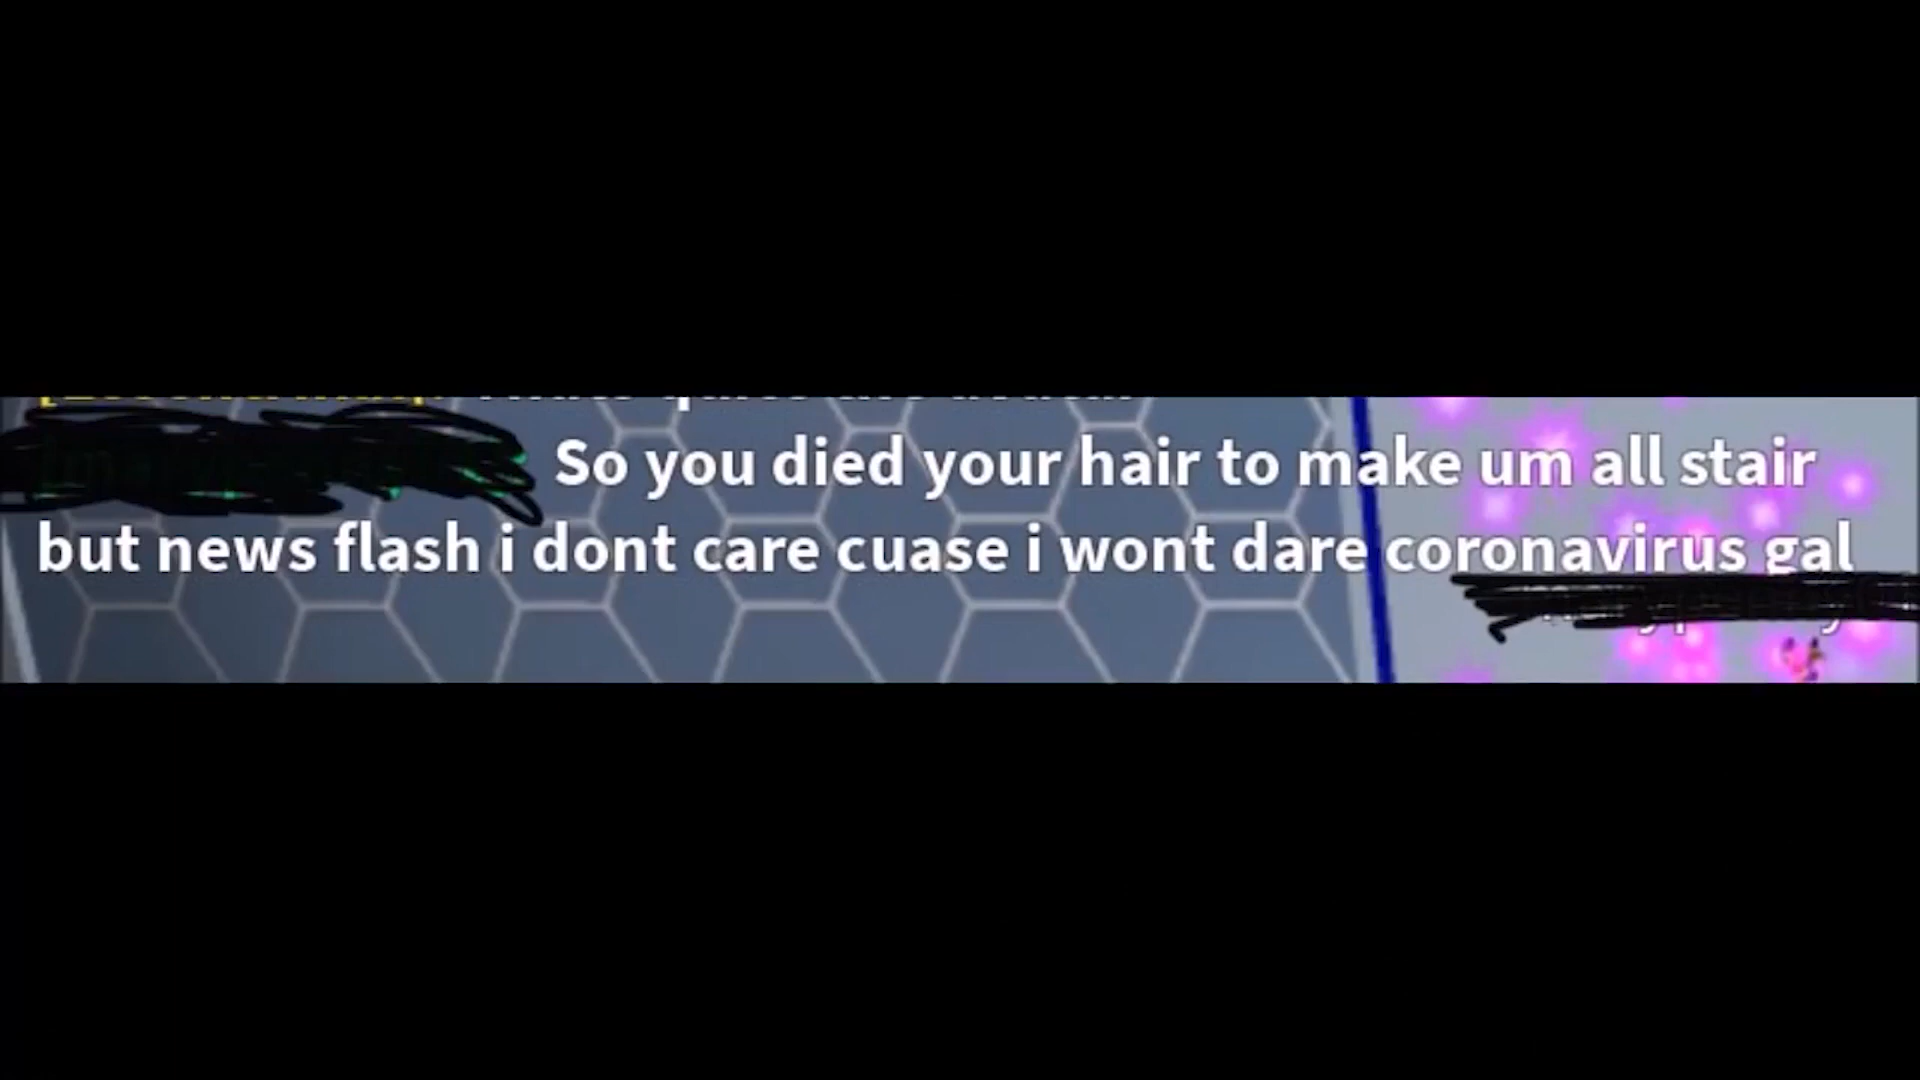 So you died your hair to make um all stair
but news flash i dont care cuase i wont dare coronavirus gal